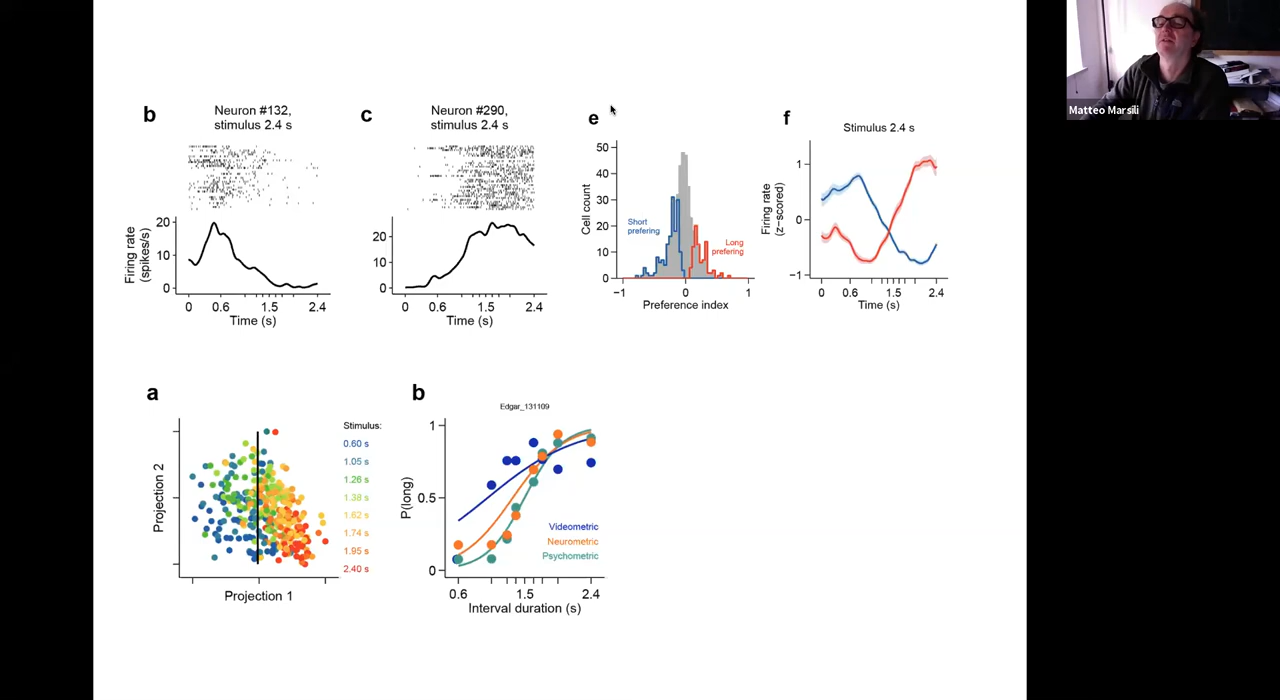 b
Neuron #132,
stimulus 2.4 s
Firing rate
(spikes/s)
20
10
0
0 0.6 1.5 2.4
Time (s)
c
Neuron #290,
stimulus 2.4 s
20
10
0
0 0.6 1.5 2.4
Time (s)
e
Cell count
50
40
30
20
10
0
Short
prefering
Long
prefering
−1 0 1
Preference index
f
Stimulus 2.4 s
Firing rate
(z−scored)
1
0
−1
0 0.6 1.5 2.4
Time (s)
Matteo Marsili
a
Projection 2
Projection 1
Stimulus:
0.60 s
1.05 s
1.26 s
1.38 s
1.62 s
1.74 s
1.95 s
2.40 s
b
Edgar_131109
P(long)
1
0.5
0
Videometric
Neurometric
Psychometric
0.6 1.5 2.4
Interval duration (s)